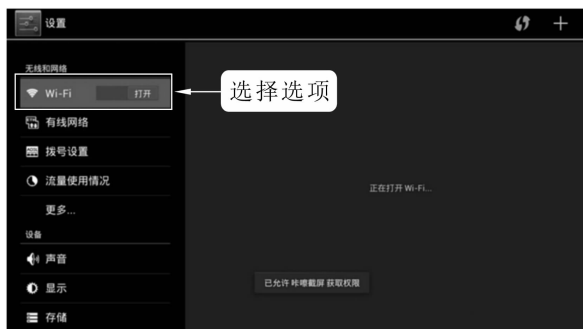 设置
无线和网络
Wi-Fi 打开
选择选项
有线网络
拨号设置
流量使用情况
正在打开 Wi-Fi...
更多...
设备
声音
已允许 咔嚓截屏 获取权限
显示
存储